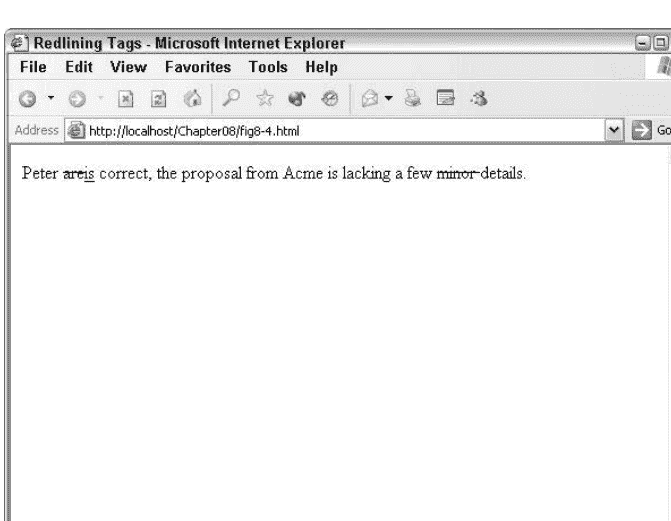 Redlining Tags - Microsoft Internet Explorer
File Edit View Favorites Tools Help
Address http://localhost/Chapter08/fig8-4.html Go
Peter areis correct, the proposal from Acme is lacking a few minor details.